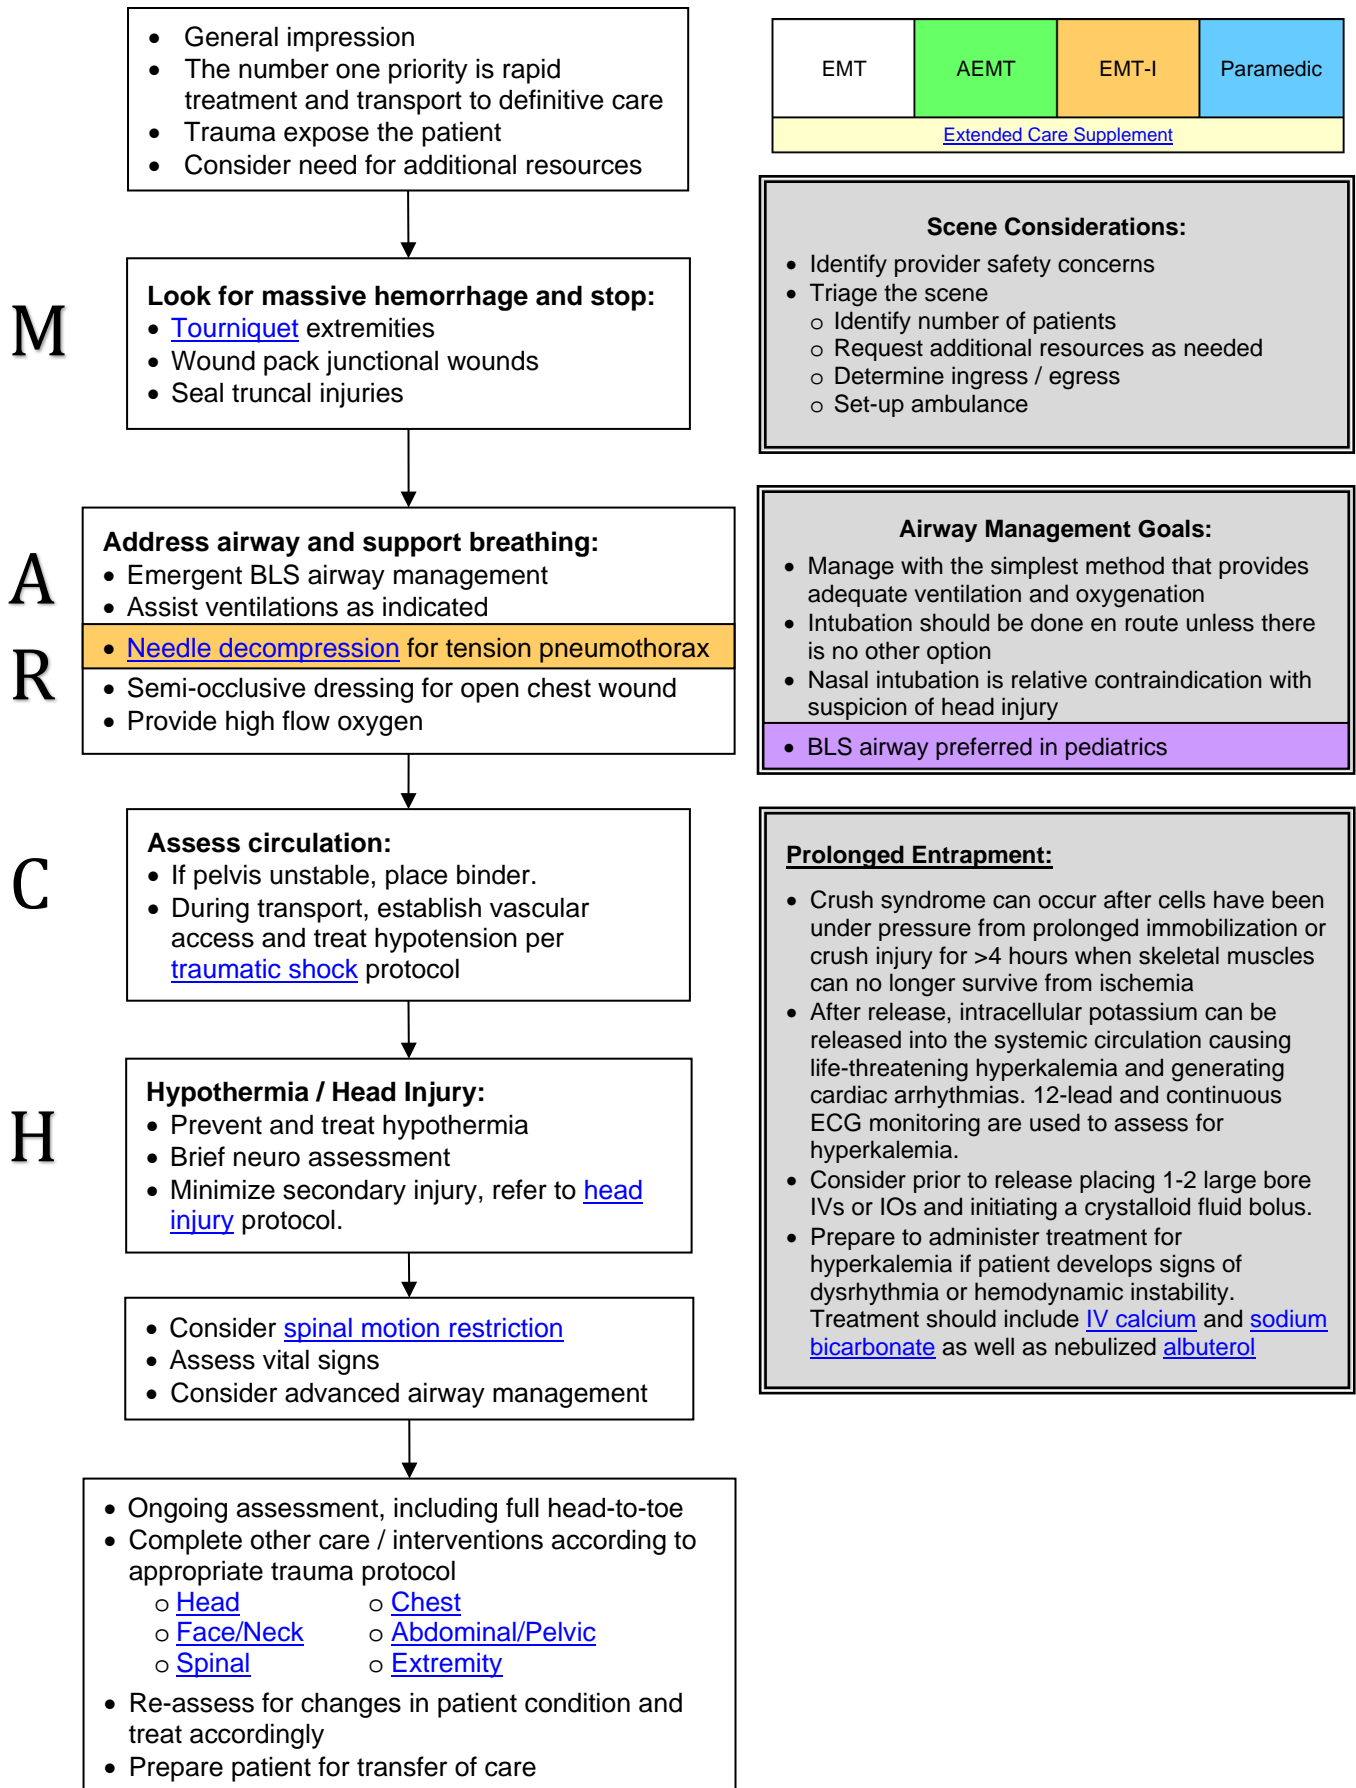 • General impression
• The number one priority is rapid
treatment and transport to definitive care
• Trauma expose the patient
• Consider need for additional resources
EMT AEMT EMT-I Paramedic
Extended Care Supplement
Scene Considerations:
• Identify provider safety concerns
• Triage the scene
o Identify number of patients
o Request additional resources as needed
o Determine ingress / egress
o Set-up ambulance
M
Look for massive hemorrhage and stop:
• Tourniquet extremities
• Wound pack junctional wounds
• Seal truncal injuries
A
R
Address airway and support breathing:
• Emergent BLS airway management
• Assist ventilations as indicated
• Needle decompression for tension pneumothorax
• Semi-occlusive dressing for open chest wound
• Provide high flow oxygen
Airway Management Goals:
• Manage with the simplest method that provides
adequate ventilation and oxygenation
• Intubation should be done en route unless there
is no other option
• Nasal intubation is relative contraindication with
suspicion of head injury
• BLS airway preferred in pediatrics
C
Assess circulation:
• If pelvis unstable, place binder.
• During transport, establish vascular
access and treat hypotension per
traumatic shock protocol
Prolonged Entrapment:
• Crush syndrome can occur after cells have been
under pressure from prolonged immobilization or
crush injury for >4 hours when skeletal muscles
can no longer survive from ischemia
• After release, intracellular potassium can be
released into the systemic circulation causing
life-threatening hyperkalemia and generating
cardiac arrhythmias. 12-lead and continuous
ECG monitoring are used to assess for
hyperkalemia.
• Consider prior to release placing 1-2 large bore
IVs or IOs and initiating a crystalloid fluid bolus.
• Prepare to administer treatment for
hyperkalemia if patient develops signs of
dysrhythmia or hemodynamic instability.
Treatment should include IV calcium and sodium
bicarbonate as well as nebulized albuterol
H
Hypothermia / Head Injury:
• Prevent and treat hypothermia
• Brief neuro assessment
• Minimize secondary injury, refer to head
injury protocol.
• Consider spinal motion restriction
• Assess vital signs
• Consider advanced airway management
• Ongoing assessment, including full head-to-toe
• Complete other care / interventions according to
appropriate trauma protocol
o Head o Chest
o Face/Neck o Abdominal/Pelvic
o Spinal o Extremity
• Re-assess for changes in patient condition and
treat accordingly
• Prepare patient for transfer of care